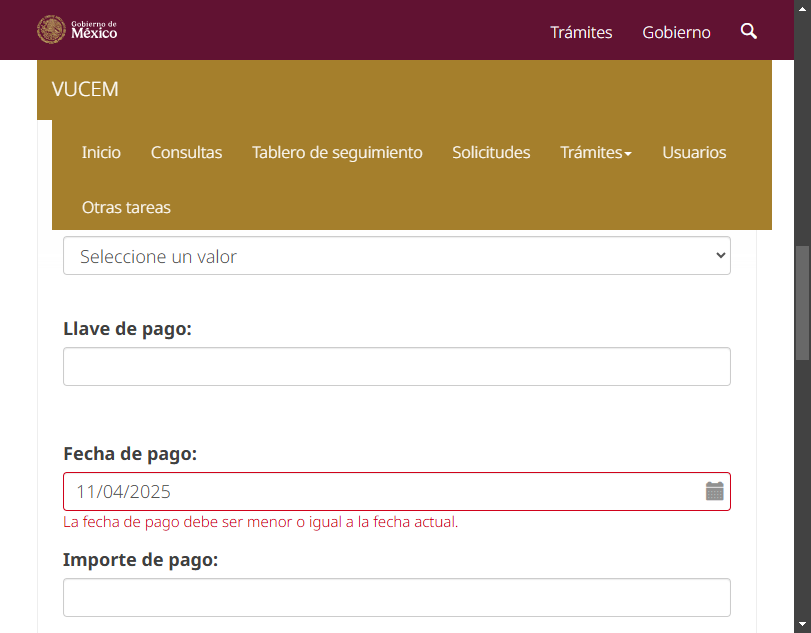 Gobierno de
México
Trámites
Gobierno
VUCEM
Inicio
Consultas
Tablero de seguimiento
Solicitudes
Trámites
Usuarios
Otras tareas
Seleccione un valor
Llave de pago:
Fecha de pago:
11/04/2025
La fecha de pago debe ser menor o igual a la fecha actual.
Importe de pago: